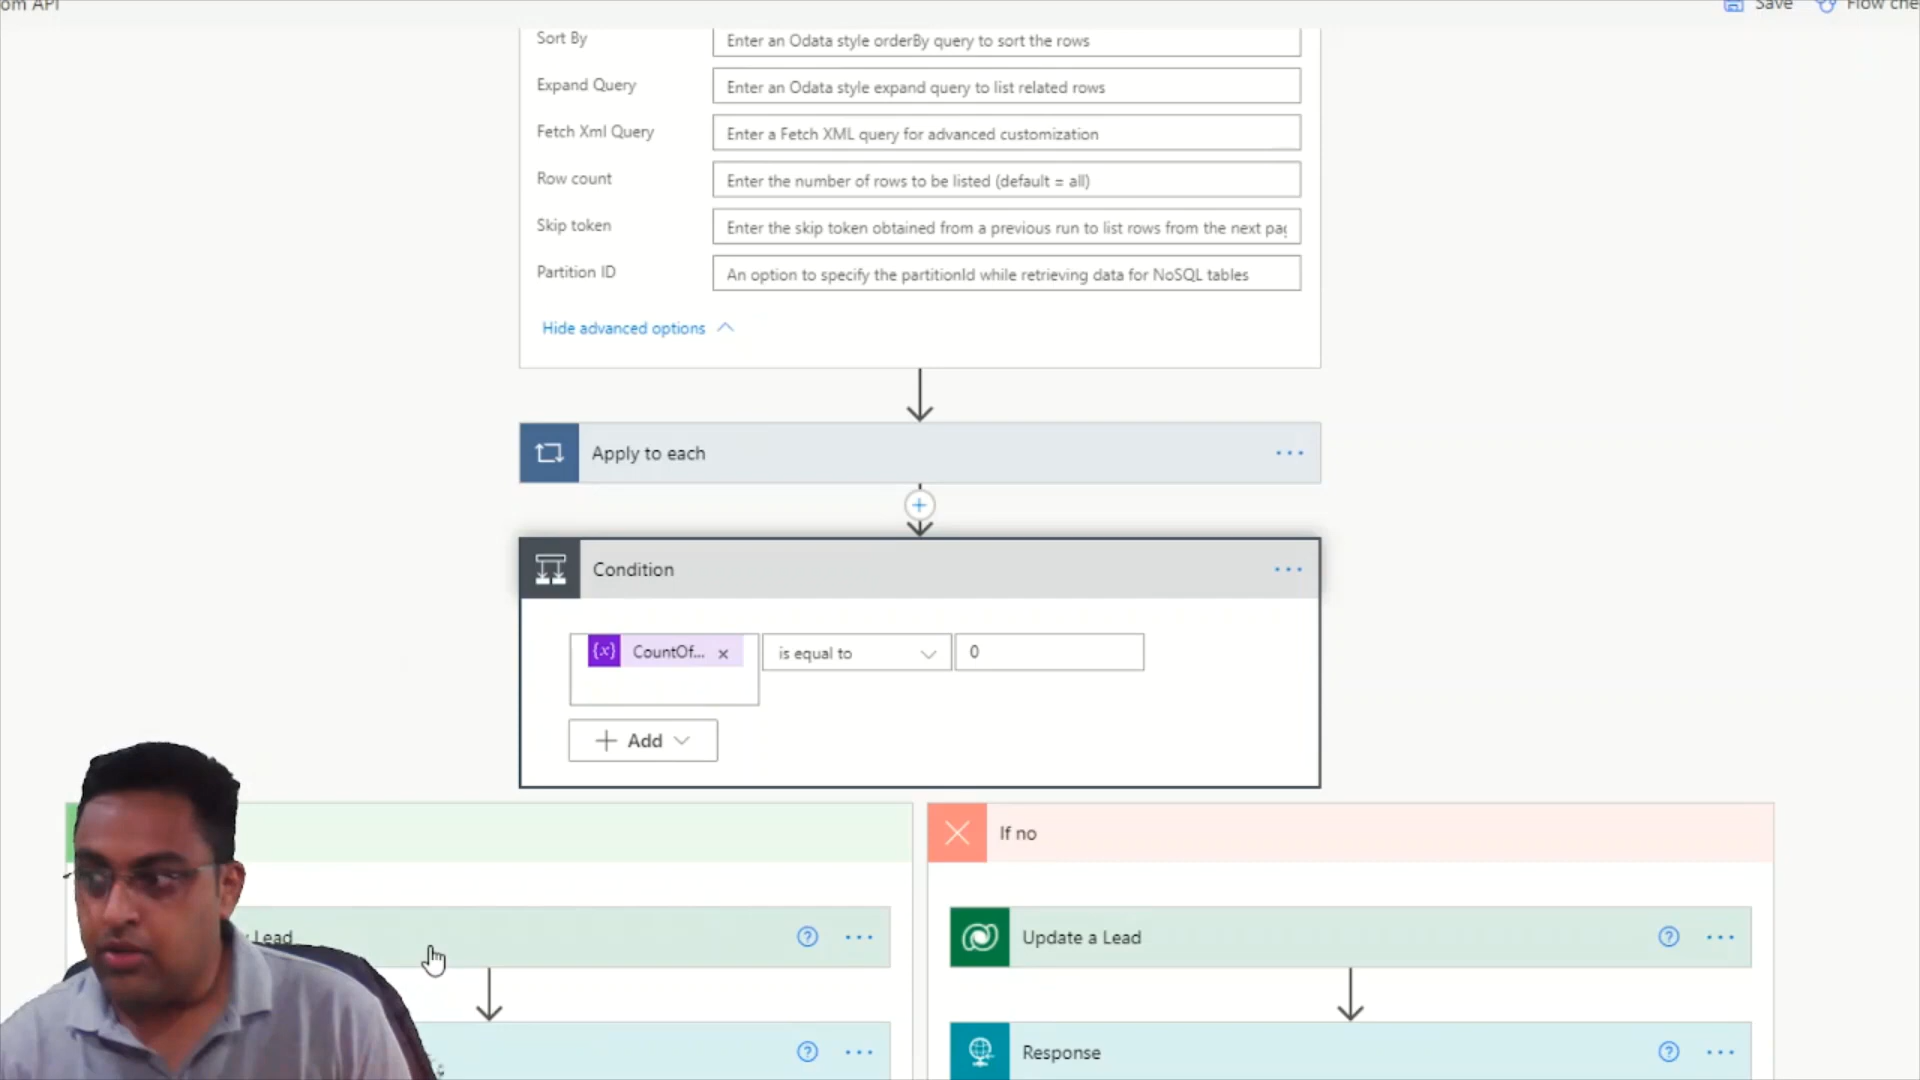 om API
Save
Flow che
Sort By
Enter an Odata style orderBy query to sort the rows
Expand Query
Enter an Odata style expand query to list related rows
Fetch Xml Query
Enter a Fetch XML query for advanced customization
Row count
Enter the number of rows to be listed (default = all)
Skip token
Enter the skip token obtained from a previous run to list rows from the next pag
Partition ID
An option to specify the partitionId while retrieving data for NoSQL tables
Hide advanced options
Apply to each
Condition
{x} CountOf... ×
is equal to
0
+ Add
If no
Lead
Update a Lead
Response